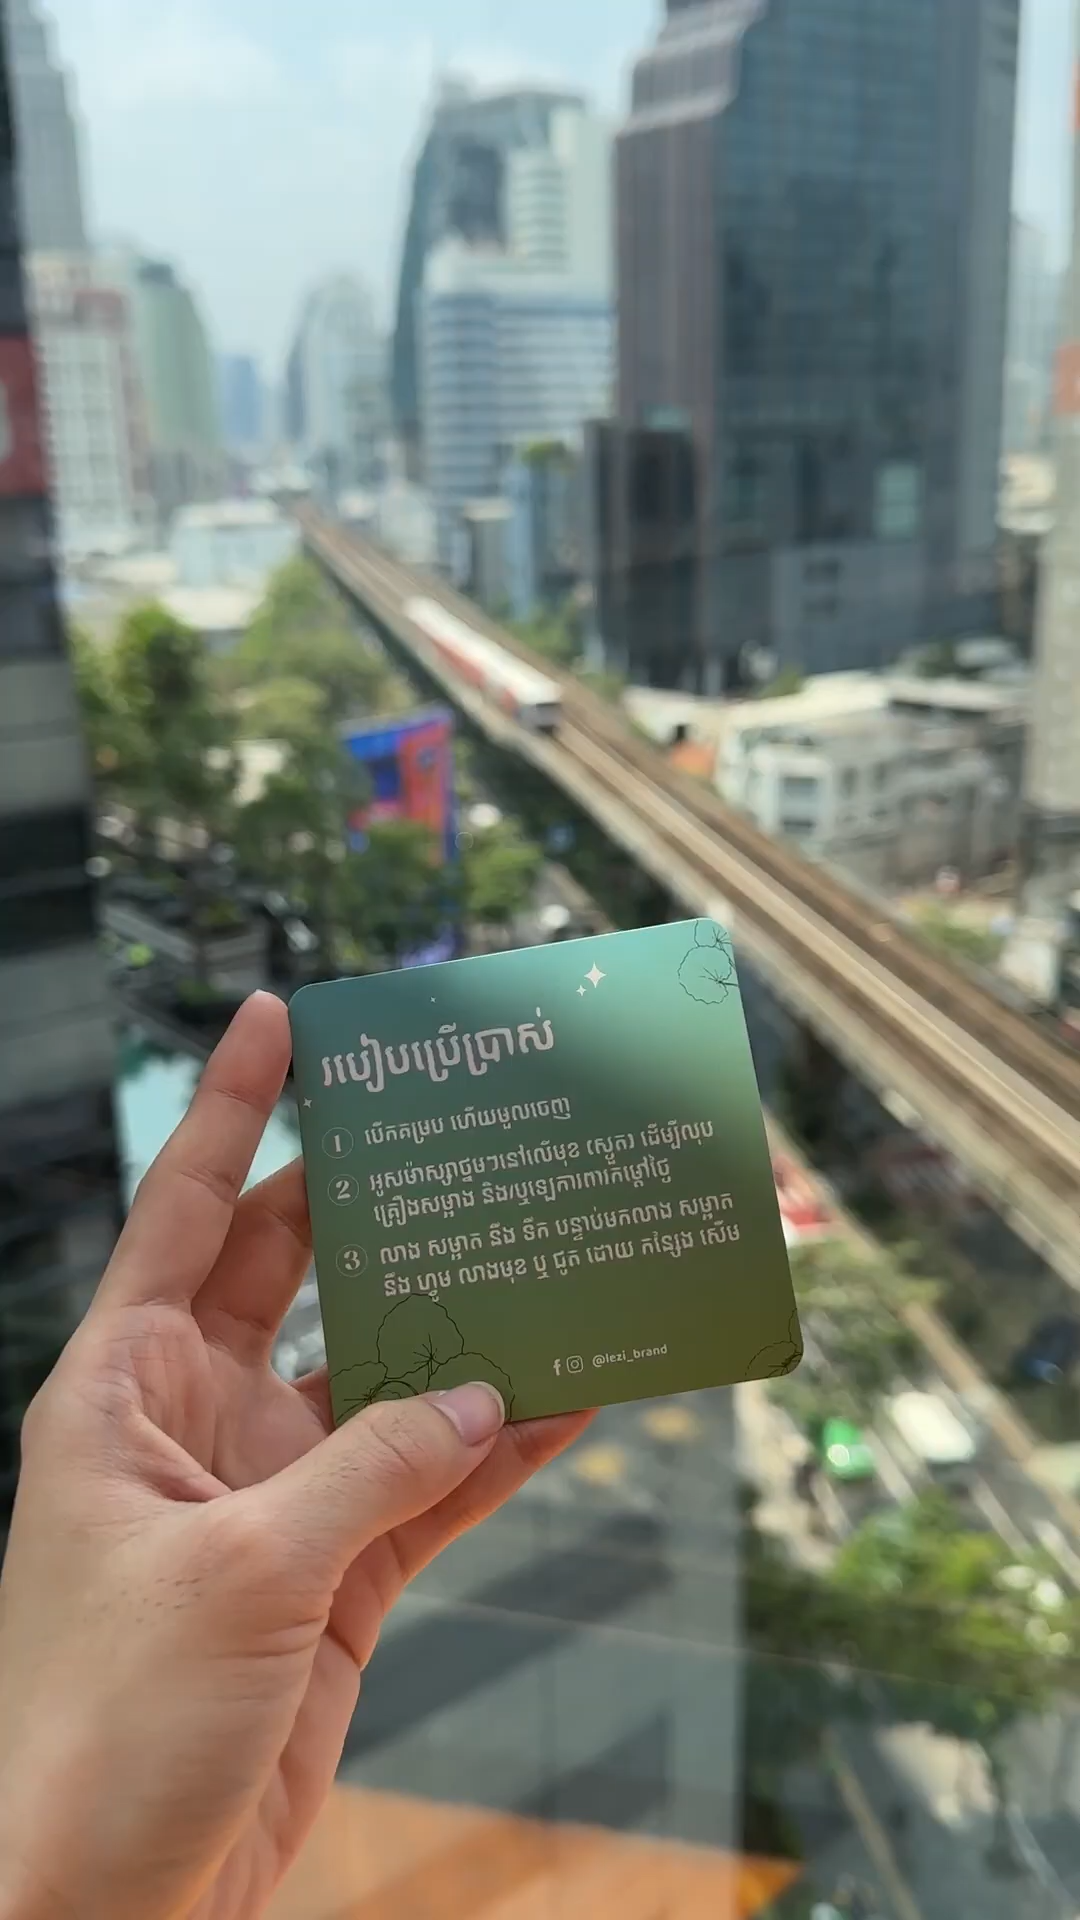 របៀបប្រើប្រាស់
1 បើកគម្រប ហើយមួលចេញ
2 អូសម៉ាស្សាថ្នមៗនៅលើមុខ (ស្ងួត) ដើម្បីលុប
គ្រឿងសម្អាង និង/ឬឡេការពារកម្ដៅថ្ងៃ
3 លាង សម្អាត នឹង ទឹក បន្ទាប់មកលាង សម្អាត
នឹង ហ្វូម លាងមុខ ឬ ជូត ដោយ កន្សែង សើម
@lezi_brand